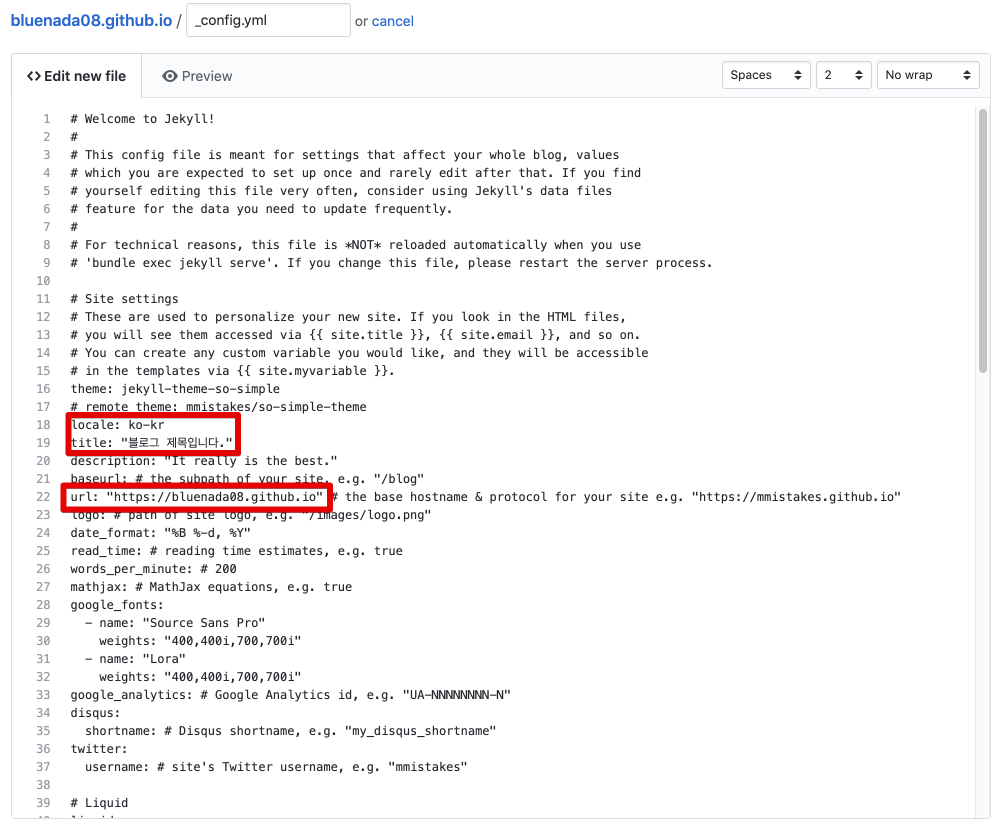 bluenada08.github.io / _config.yml or cancel
<> Edit new file Preview Spaces 2 No wrap
1 # Welcome to Jekyll!
2 #
3 # This config file is meant for settings that affect your whole blog, values
4 # which you are expected to set up once and rarely edit after that. If you find
5 # yourself editing this file very often, consider using Jekyll's data files
6 # feature for the data you need to update frequently.
7 #
8 # For technical reasons, this file is *NOT* reloaded automatically when you use
9 # 'bundle exec jekyll serve'. If you change this file, please restart the server process.
10
11 # Site settings
12 # These are used to personalize your new site. If you look in the HTML files,
13 # you will see them accessed via {{ site.title }}, {{ site.email }}, and so on.
14 # You can create any custom variable you would like, and they will be accessible
15 # in the templates via {{ site.myvariable }}.
16 theme: jekyll-theme-so-simple
17 # remote_theme: mmistakes/so-simple-theme
18 locale: ko-kr
19 title: "블로그 제목입니다."
20 description: "It really is the best."
21 baseurl: # the subpath of your site, e.g. "/blog"
22 url: "https://bluenada08.github.io" # the base hostname & protocol for your site e.g. "https://mmistakes.github.io"
23 logo: # path of site logo, e.g. "/images/logo.png"
24 date_format: "%B %-d, %Y"
25 read_time: # reading time estimates, e.g. true
26 words_per_minute: # 200
27 mathjax: # MathJax equations, e.g. true
28 google_fonts:
29 - name: "Source Sans Pro"
30 weights: "400,400i,700,700i"
31 - name: "Lora"
32 weights: "400,400i,700,700i"
33 google_analytics: # Google Analytics id, e.g. "UA-NNNNNNNN-N"
34 disqus:
35 shortname: # Disqus shortname, e.g. "my_disqus_shortname"
36 twitter:
37 username: # site's Twitter username, e.g. "mmistakes"
38
39 # Liquid